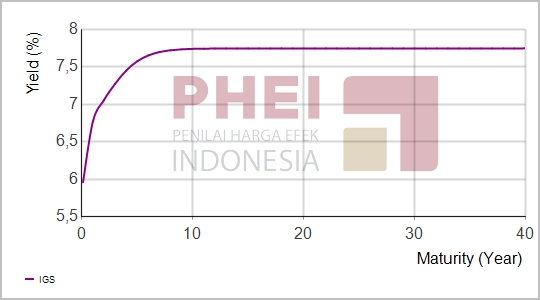 Yield (%)
8
7,5
7
6,5
6
5,5
0
10
20
30
40
Maturity (Year)
PHEI
PENILAI HARGA EFEK
INDONESIA
IGS